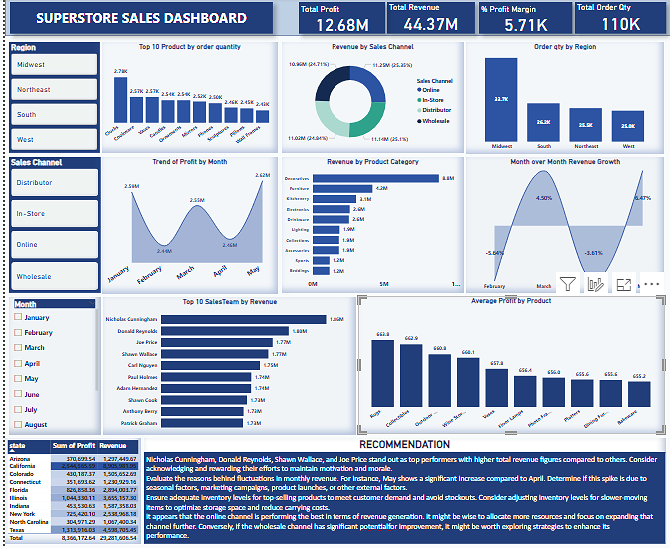 SUPERSTORE SALES DASHBOARD
Total Profit
12.68M
Total Revenue
44.37M
% Profit Margin
5.71K
Total Order Qty
110K
Region
Midwest
Northeast
South
West
Top 10 Product by order quantity
2.78K
2.57K 2.57K 2.54K 2.54K 2.52K 2.50K 2.46K 2.45K 2.43K
Clocks
Cookware
Vases
Candles
Ornaments
Mirrors
Phones
Sculptures
Pillows
Wall Frames
Revenue by Sales Channel
10.96M (24.71%)
11.25M (25.35%)
11.02M (24.84%)
11.14M (25.1%)
Sales Channel
Online
In-Store
Distributor
Wholesale
Order qty by Region
33.7K
26.2K
25.5K
25.0K
Midwest South Northeast West
Sales Channel
Distributor
In-Store
Online
Wholesale
Trend of Profit by Month
2.59M
2.44M
2.55M
2.46M
2.62M
January
February
March
April
May
Revenue by Product Category
Decoratives 8.8M
Furniture 4.2M
Kitchenery 3.1M
Electronics 2.6M
Drinkware 2.6M
Lighting 1.9M
Collections 1.9M
Accessories 1.9M
Sports 1.2M
Beddings 1.2M
0M 5M 1...
Month over Month Revenue Growth
-5.64%
4.50%
-3.61%
6.47%
February March
Month
January
February
March
April
May
June
July
August
Top 10 SalesTeam by Revenue
Nicholas Cunningham
Donald Reynolds 1.80M
Joe Price 1.77M
Shawn Wallace 1.77M
Carl Nguyen 1.75M
Paul Holmes 1.74M
Adam Hernandez 1.74M
Shawn Cook 1.73M
Anthony Berry 1.73M
Patrick Graham 1.73M
Average Profit by Product
663.8
662.9
660.8
660.1
657.8
656.4
656.0
655.6
655.6
655.2
Rugs
Collectibles
Outdoor ...
Wine Stor...
Vases
Floor Lamps
Home Fra...
Platters
Dining Fur...
Bakeware
state Sum of Profit Revenue
Arizona 370,699.54 1,297,449.67
California
Colorado 430,187.37 1,505,652.69
Connecticut 351,693.62 1,230,929.16
Florida 826,858.36 2,894,003.77
Illinois 1,044,330.11 3,655,157.30
Indiana 453,530.63 1,587,358.03
New York 725,420.10 2,538,968.18
North Carolina 304,971.29 1,067,400.34
Texas 1,313,916.03 4,598,705.45
Total 8,366,172.64 29,281,606.54
RECOMMENDATION
Nicholas Cunningham, Donald Reynolds, Shawn Wallace, and Joe Price stand out as top performers with higher total revenue figures compared to others. Consider
acknowledging and rewarding their efforts to maintain motivation and morale.
Evaluate the reasons behind fluctuations in monthly revenue. For instance, May shows a significant increase compared to April. Determine if this spike is due to
seasonal factors, marketing campaigns, product launches, or other external factors.
Ensure adequate inventory levels for top-selling products to meet customer demand and avoid stockouts. Consider adjusting inventory levels for slower-moving
items to optimize storage space and reduce carrying costs.
It appears that the online channel is performing the best in terms of revenue generation. It might be wise to allocate more resources and focus on expanding that
channel further. Conversely, if the wholesale channel has significant potentialfor improvement, it might be worth exploring strategies to enhance its
performance.